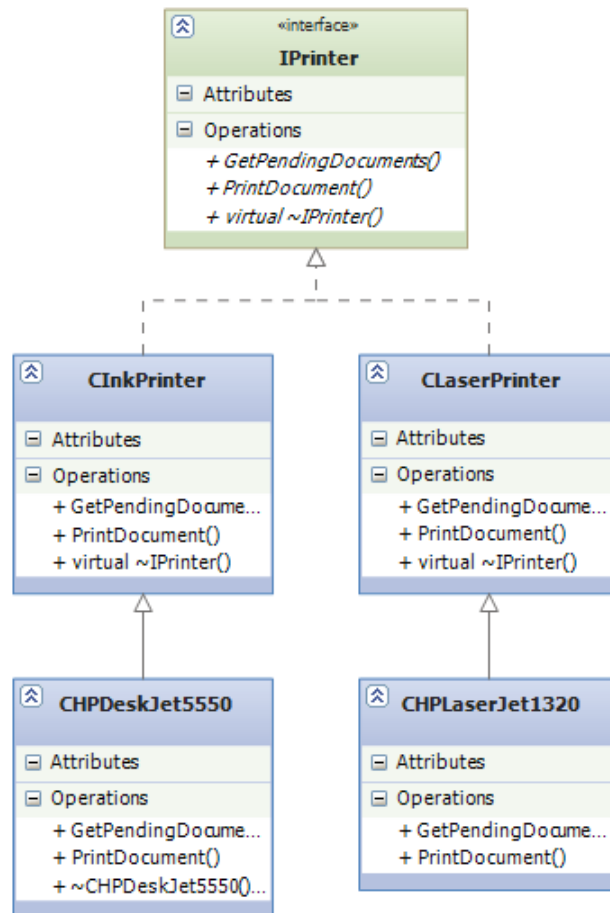 «interface»
IPrinter
Attributes
Operations
+ GetPendingDocuments()
+ PrintDocument()
+ virtual ~IPrinter()
CInkPrinter
Attributes
Operations
+ GetPendingDocume...
+ PrintDocument()
+ virtual ~IPrinter()
CLaserPrinter
Attributes
Operations
+ GetPendingDocume...
+ PrintDocument()
+ virtual ~IPrinter()
CHPDeskJet5550
Attributes
Operations
+ GetPendingDocume...
+ PrintDocument()
+ ~CHPDeskJet5550()...
CHPLaserJet1320
Attributes
Operations
+ GetPendingDocume...
+ PrintDocument()